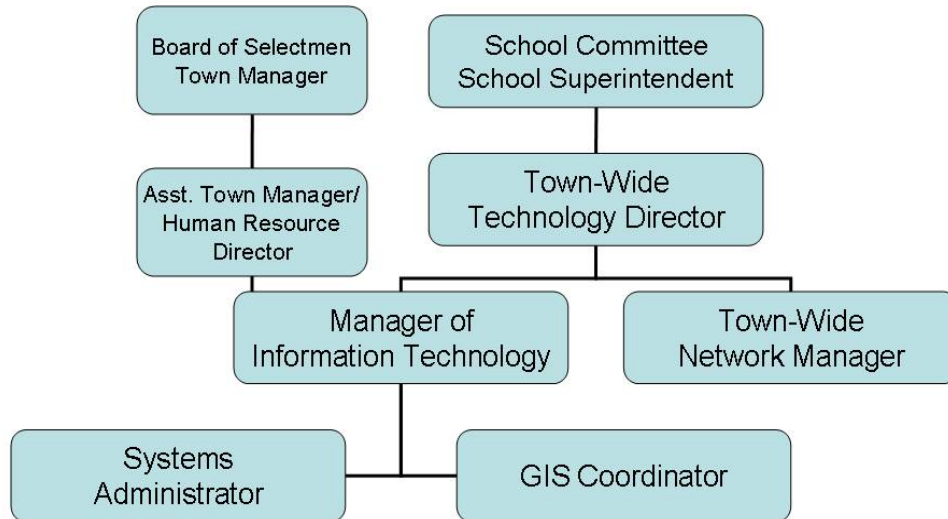 Board of Selectmen
Town Manager
School Committee
School Superintendent
Asst. Town Manager/
Human Resource
Director
Town-Wide
Technology Director
Manager of
Information Technology
Town-Wide
Network Manager
Systems
Administrator
GIS Coordinator